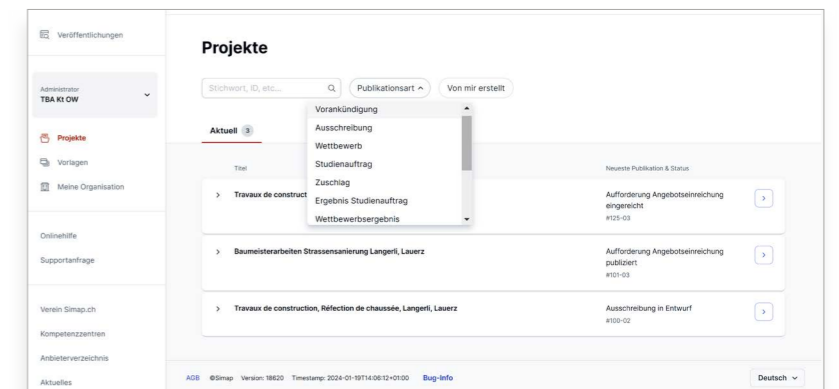 Veröffentlichungen
Administrator
TBA Kt OW
Projekte
Vorlagen
Meine Organisation
Onlinehilfe
Supportanfrage
Verein Simap.ch
Kompetenzzentren
Anbieterverzeichnis
Aktuelles
Projekte
Stichwort, ID, etc...
Publikationsart
Von mir erstellt
Vorankündigung
Ausschreibung
Wettbewerb
Studienauftrag
Zuschlag
Ergebnis Studienauftrag
Wettbewerbsergebnis
Aktuell 3
Titel
Neueste Publikation & Status
Travaux de construct
Aufforderung Angebotseinreichung
eingereicht
#125-03
Baumeisterarbeiten Strassensanierung Langerli, Lauerz
Aufforderung Angebotseinreichung
publiziert
#101-03
Travaux de construction, Réfection de chaussée, Langerli, Lauerz
Ausschreibung in Entwurf
#100-02
AGB ©Simap Version: 18620 Timestamp: 2024-01-19T14:06:12+01:00 Bug-Info
Deutsch